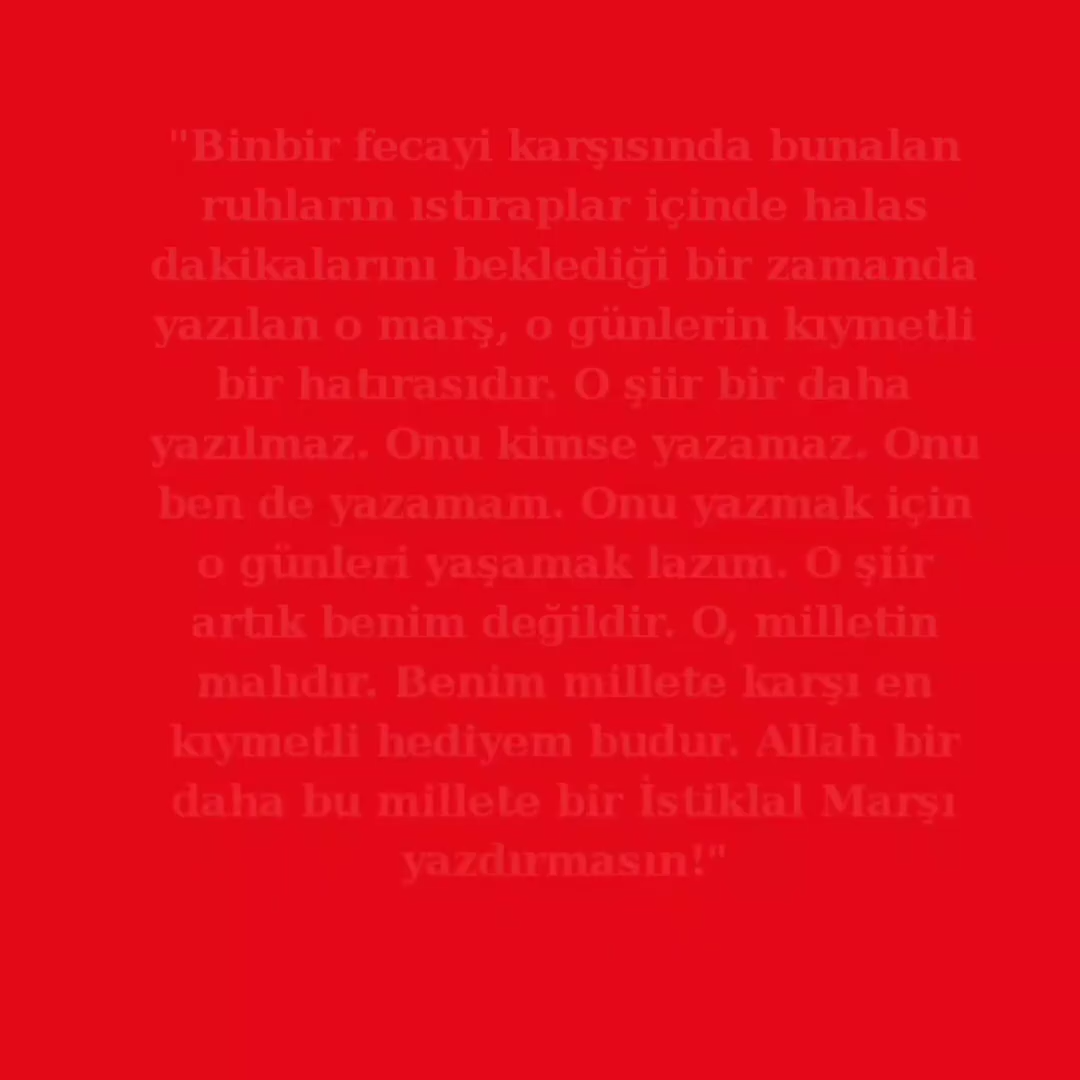 "Binbir fecayi karşısında bunalan
ruhların ıstıraplar içinde halas
dakikalarını beklediği bir zamanda
yazılan o marş, o günlerin kıymetli
bir hatırasıdır. O şiir bir daha
yazılmaz. Onu kimse yazamaz. Onu
ben de yazamam. Onu yazmak için
o günleri yaşamak lazım. O şiir
artık benim değildir. O, milletin
malıdır. Benim millete karşı en
kıymetli hediyem budur. Allah bir
daha bu millete bir İstiklal Marşı
yazdırmasın!"